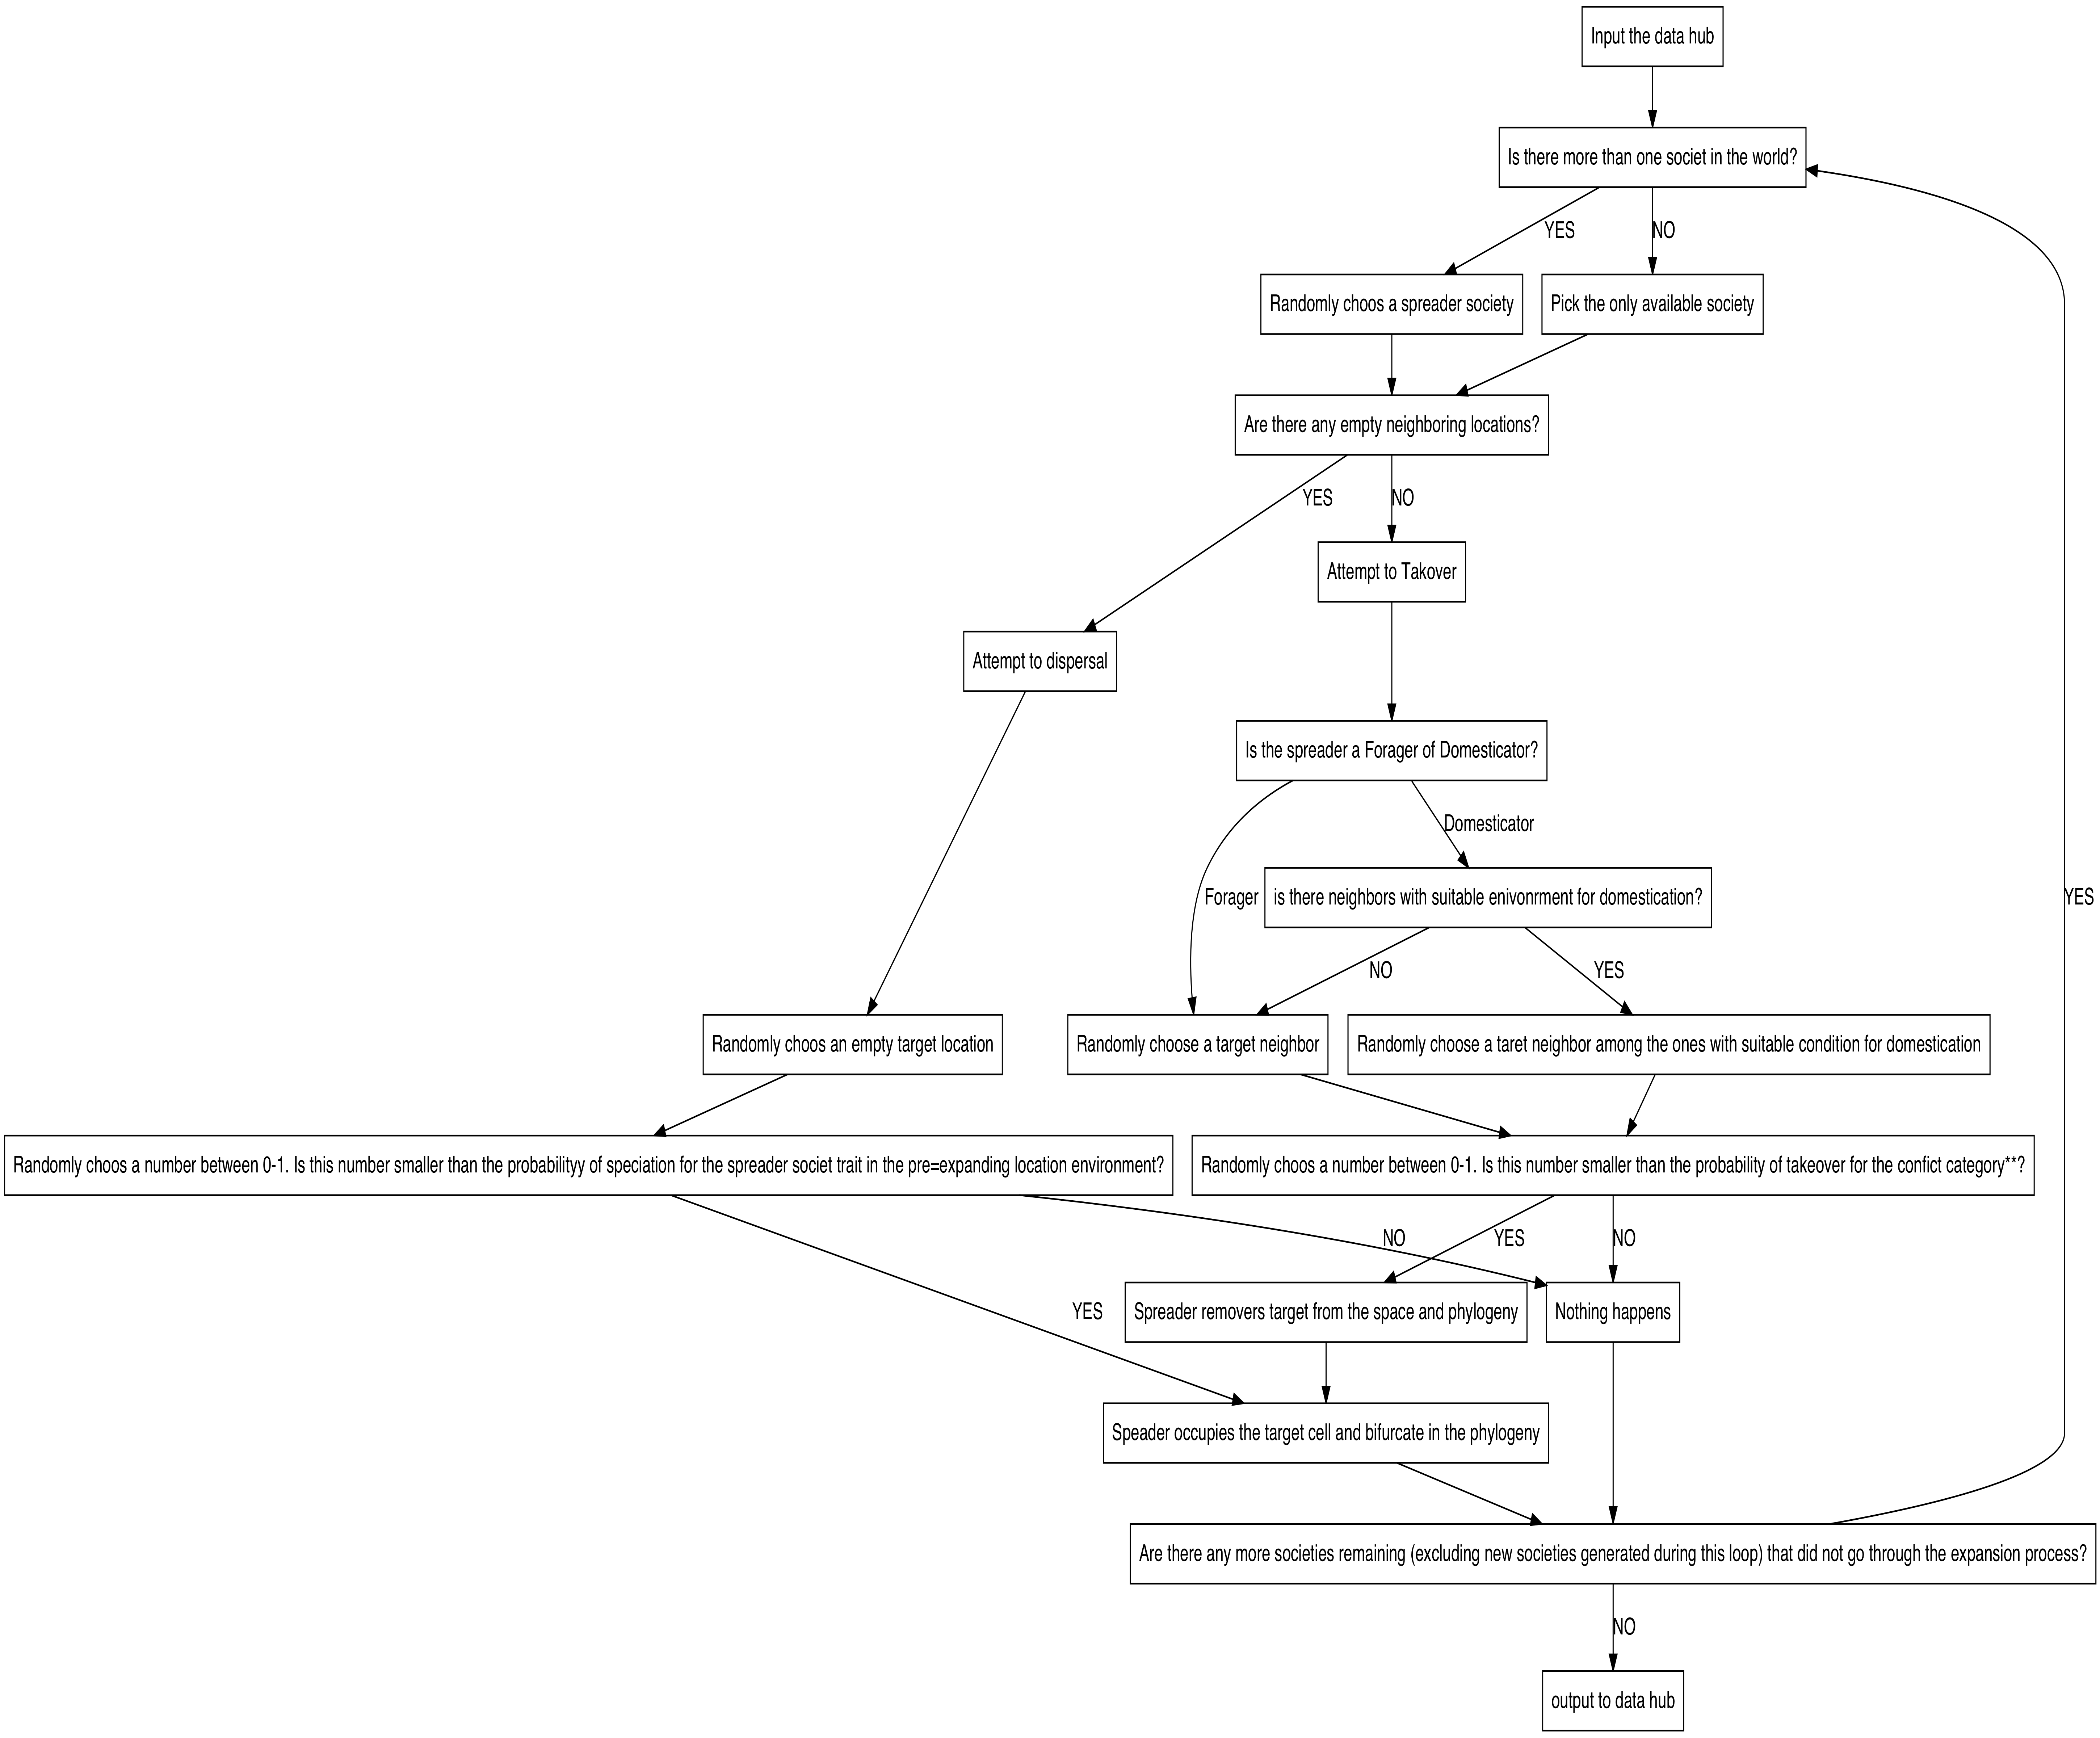 Input the data hub
Is there more than one societ in the world?
YES
NO
Randomly choos a spreader society
Pick the only available society
Are there any empty neighboring locations?
YES
NO
Attempt to Takover
Attempt to dispersal
Is the spreader a Forager of Domesticator?
Domesticator
Forager
is there neighbors with suitable enivonrment for domestication?
YES
NO
YES
Randomly choos an empty target location
Randomly choose a target neighbor
Randomly choose a taret neighbor among the ones with suitable condition for domestication
Randomly choos a number between 0-1. Is this number smaller than the probabilityy of speciation for the spreader societ trait in the pre=expanding location environment?
Randomly choos a number between 0-1. Is this number smaller than the probability of takeover for the confict category**?
NO
YES
NO
YES
Spreader removers target from the space and phylogeny
Nothing happens
Speader occupies the target cell and bifurcate in the phylogeny
Are there any more societies remaining (excluding new societies generated during this loop) that did not go through the expansion process?
NO
output to data hub